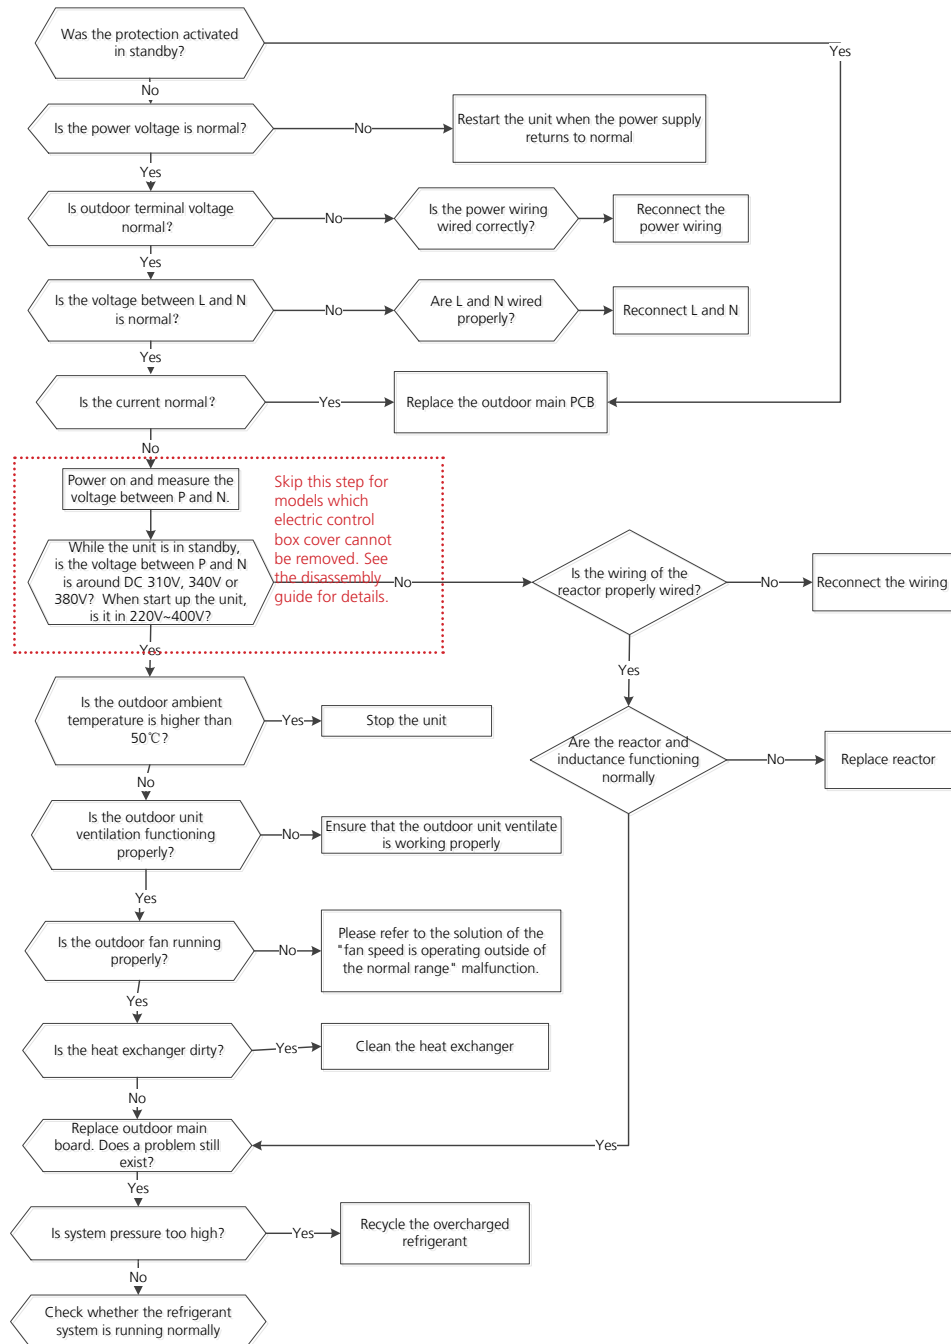 Was the protection activated
in standby?
Yes
No
Is the power voltage is normal?
No
Restart the unit when the power supply
returns to normal
Yes
Is outdoor terminal voltage
normal?
No
Is the power wiring
wired correctly?
Reconnect the
power wiring
Yes
Is the voltage between L and N
is normal?
No
Are L and N wired
properly?
Reconnect L and N
Yes
Is the current normal?
Yes
Replace the outdoor main PCB
No
Power on and measure the
voltage between P and N.
Skip this step for
models which
electric control
box cover cannot
be removed. See
the disassembly
guide for details.
While the unit is in standby,
is the voltage between P and N
is around DC 310V, 340V or
380V? When start up the unit,
is it in 220V~400V?
No
Is the wiring of the
reactor properly wired?
No
Reconnect the wiring
Yes
Yes
Is the outdoor ambient
temperature is higher than
50℃?
Yes
Stop the unit
Are the reactor and
inductance functioning
normally
No
Replace reactor
No
Is the outdoor unit
ventilation functioning
properly?
No
Ensure that the outdoor unit ventilate
is working properly
Yes
Is the outdoor fan running
properly?
No
Please refer to the solution of the
"fan speed is operating outside of
the normal range" malfunction.
Yes
Is the heat exchanger dirty?
Yes
Clean the heat exchanger
No
Replace outdoor main
board. Does a problem still
exist?
Yes
Yes
Is system pressure too high?
Yes
Recycle the overcharged
refrigerant
No
Check whether the refrigerant
system is running normally